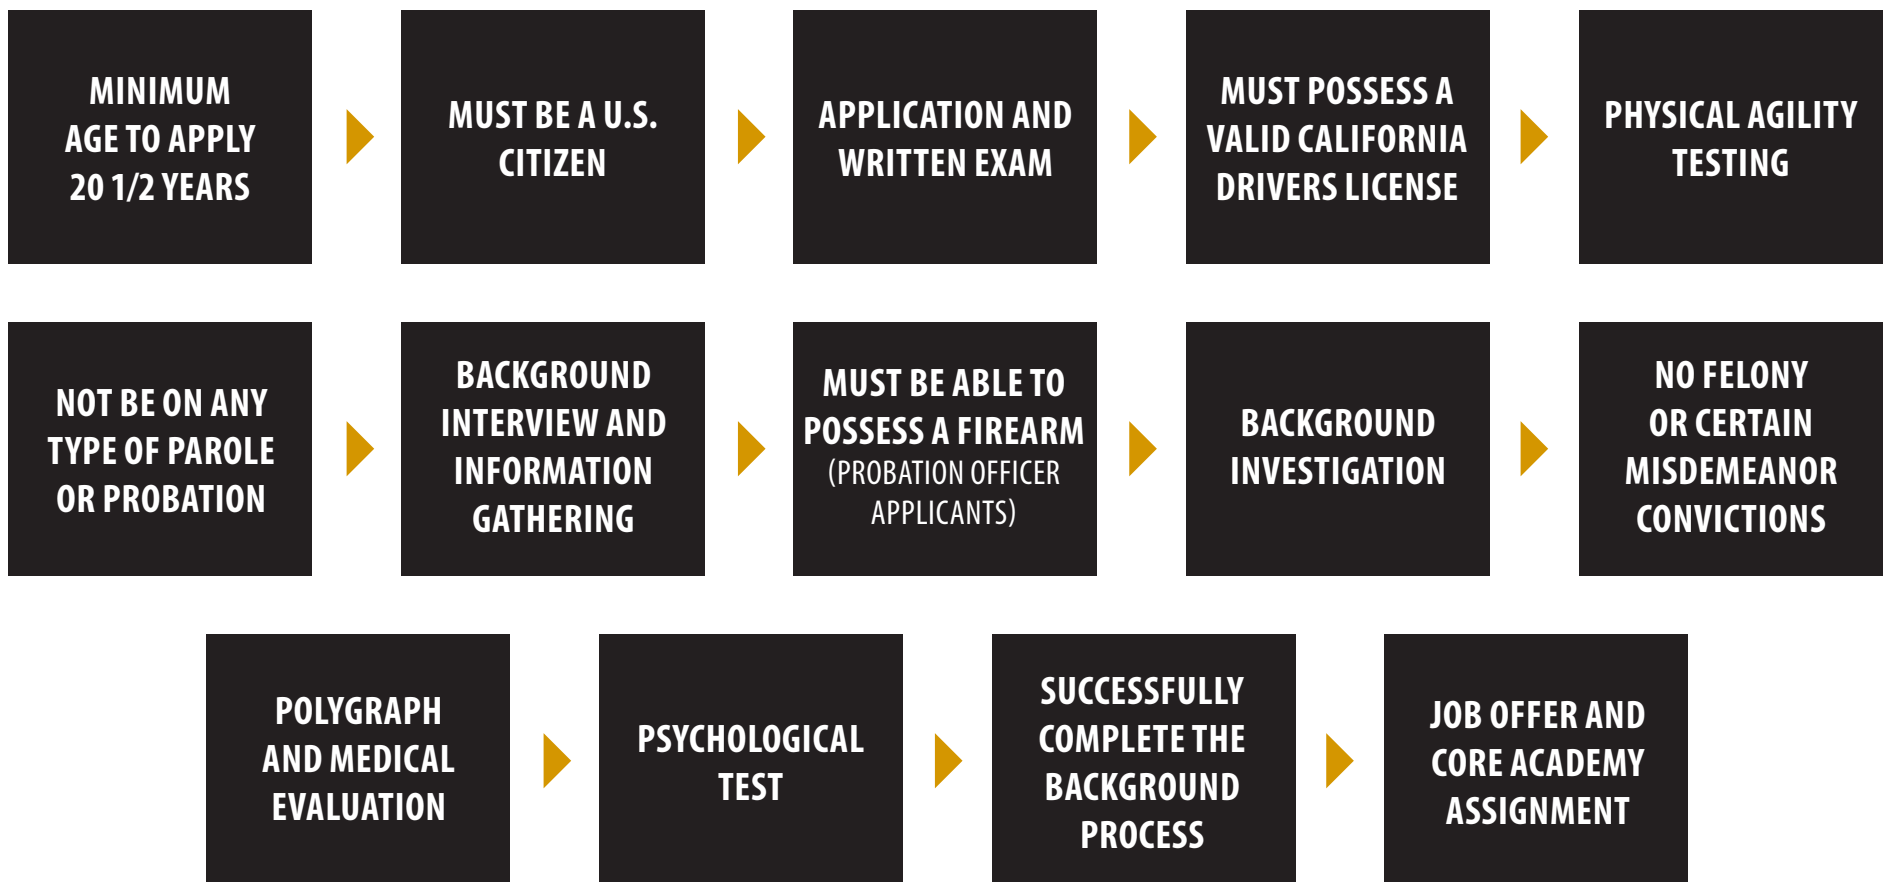 MINIMUM
AGE TO APPLY
20 1/2 YEARS
MUST BE A U.S.
CITIZEN
APPLICATION AND
WRITTEN EXAM
MUST POSSESS A
VALID CALIFORNIA
DRIVERS LICENSE
PHYSICAL AGILITY
TESTING
NOT BE ON ANY
TYPE OF PAROLE
OR PROBATION
BACKGROUND
INTERVIEW AND
INFORMATION
GATHERING
MUST BE ABLE TO
POSSESS A FIREARM
(PROBATION OFFICER
APPLICANTS)
BACKGROUND
INVESTIGATION
NO FELONY
OR CERTAIN
MISDEMEANOR
CONVICTIONS
POLYGRAPH
AND MEDICAL
EVALUATION
PSYCHOLOGICAL
TEST
SUCCESSFULLY
COMPLETE THE
BACKGROUND
PROCESS
JOB OFFER AND
CORE ACADEMY
ASSIGNMENT